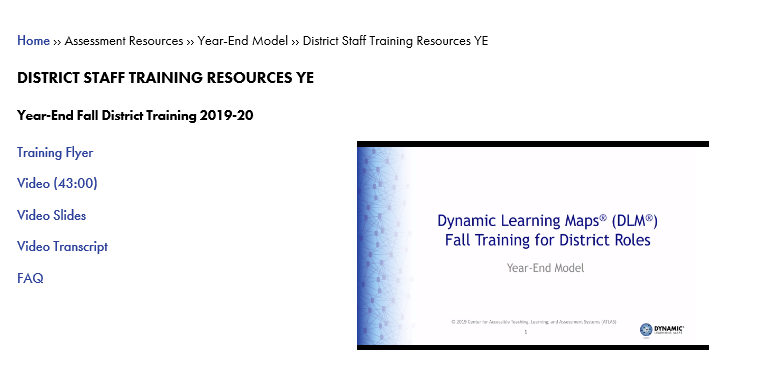 Home ›› Assessment Resources ›› Year-End Model ›› District Staff Training Resources YE
DISTRICT STAFF TRAINING RESOURCES YE
Year-End Fall District Training 2019-20
Training Flyer
Video (43:00)
Video Slides
Video Transcript
FAQ
Dynamic Learning Maps® (DLM®)
Fall Training for District Roles
Year-End Model
© 2019 Center for Accessible Teaching, Learning, and Assessment Systems (ATLAS)
1
DYNAMIC